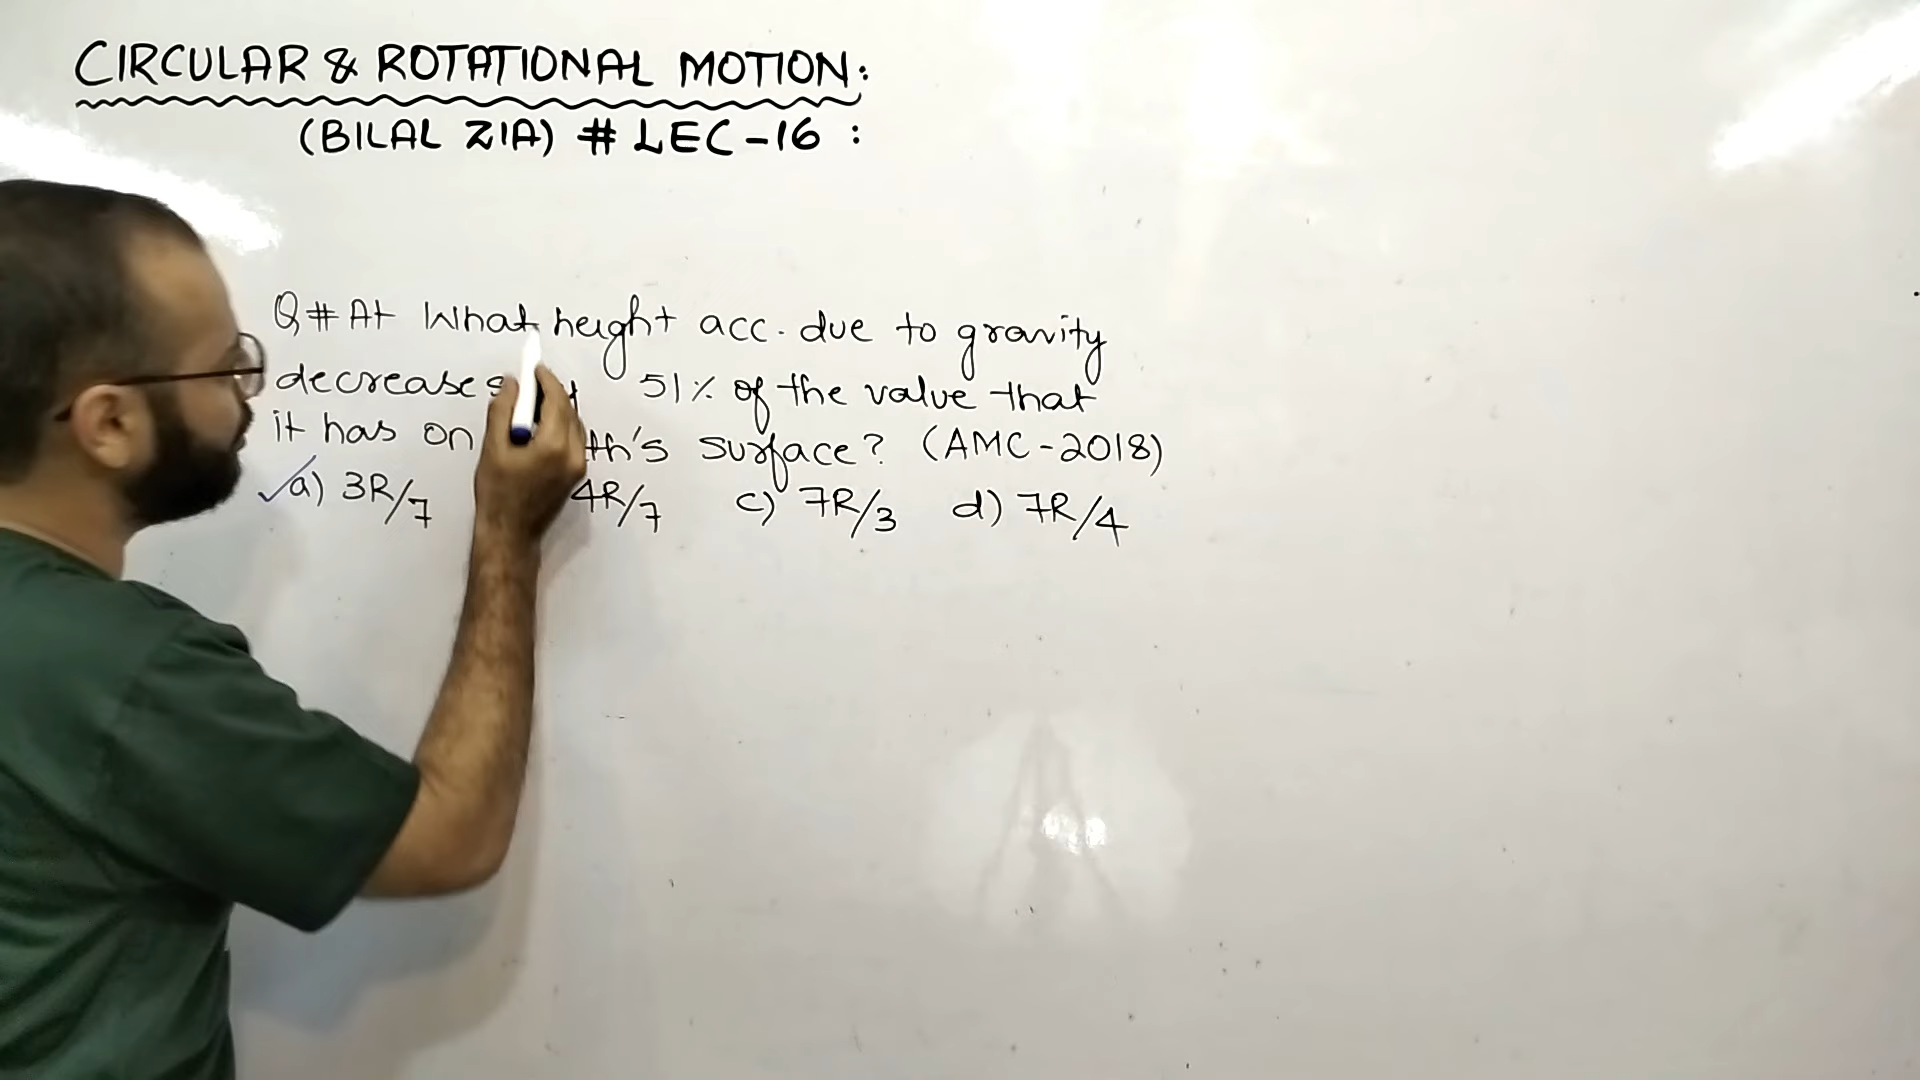 CIRCULAR & ROTATIONAL MOTION:
(BILAL ZIA) # LEC-16 :
Q # At What height acc. due to gravity
decreases 51% of the value that
it has on surface? (AMC-2018)
✓a) 3R/7 4R/7 c) 7R/3 d) 7R/4